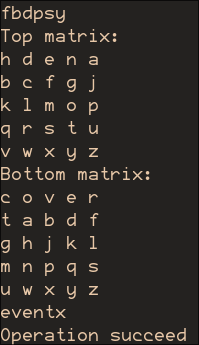 fbdpsy
Top matrix:
h d e n a
b c f g j
k l m o p
q r s t u
v w x y z
Bottom matrix:
c o v e r
t a b d f
g h j k l
m n p q s
u w x y z
eventx
Operation succeed